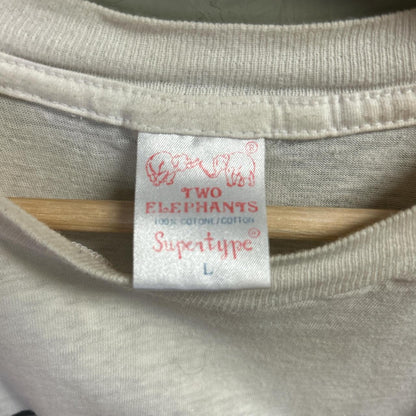 ®
TWO
ELEPHANTS
100% COTONE/COTTON
Supertype®
L